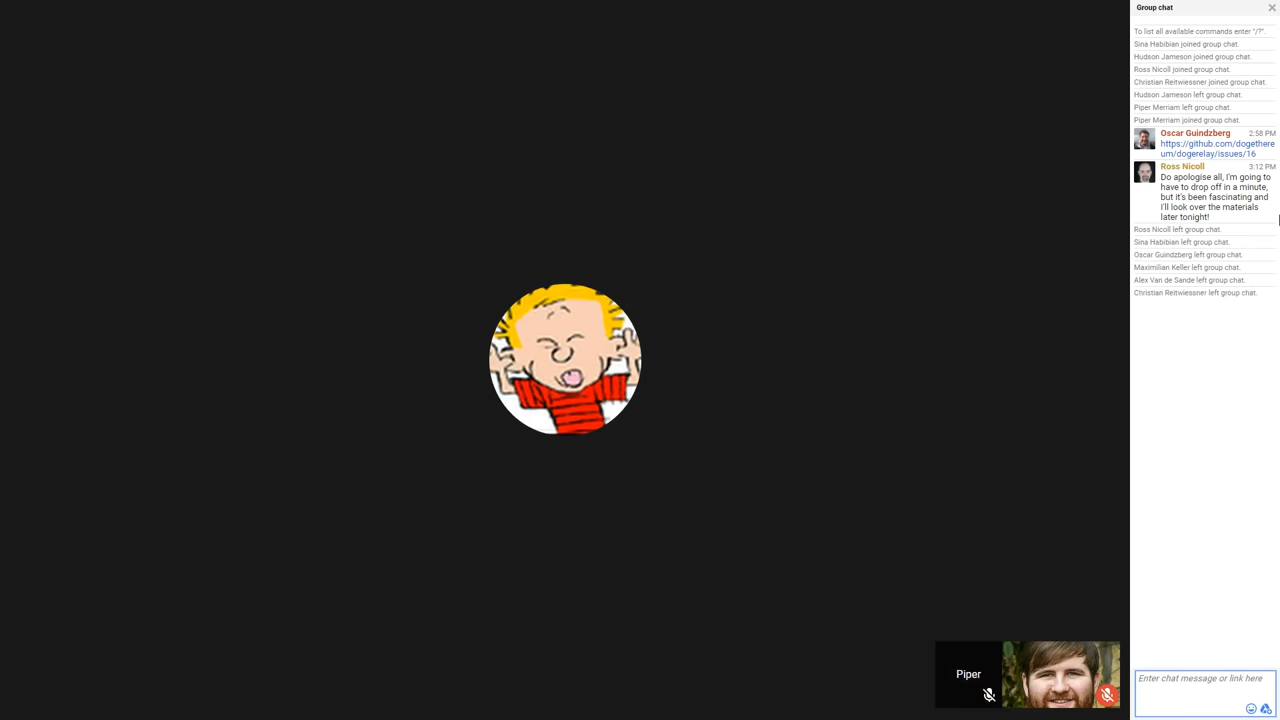 Group chat
To list all available commands enter "/?".
Sina Habibian joined group chat.
Hudson Jameson joined group chat.
Ross Nicoll joined group chat.
Christian Reitwiessner joined group chat.
Hudson Jameson left group chat.
Piper Merriam left group chat.
Piper Merriam joined group chat.
Oscar Guindzberg 2:58 PM
https://github.com/dogethere
um/dogerelay/issues/16
Ross Nicoll 3:12 PM
Do apologise all, I'm going to
have to drop off in a minute,
but it's been fascinating and
I'll look over the materials
later tonight!
Ross Nicoll left group chat.
Sina Habibian left group chat.
Oscar Guindzberg left group chat.
Maximilian Keller left group chat.
Alex Van de Sande left group chat.
Christian Reitwiessner left group chat.
Piper
Enter chat message or link here